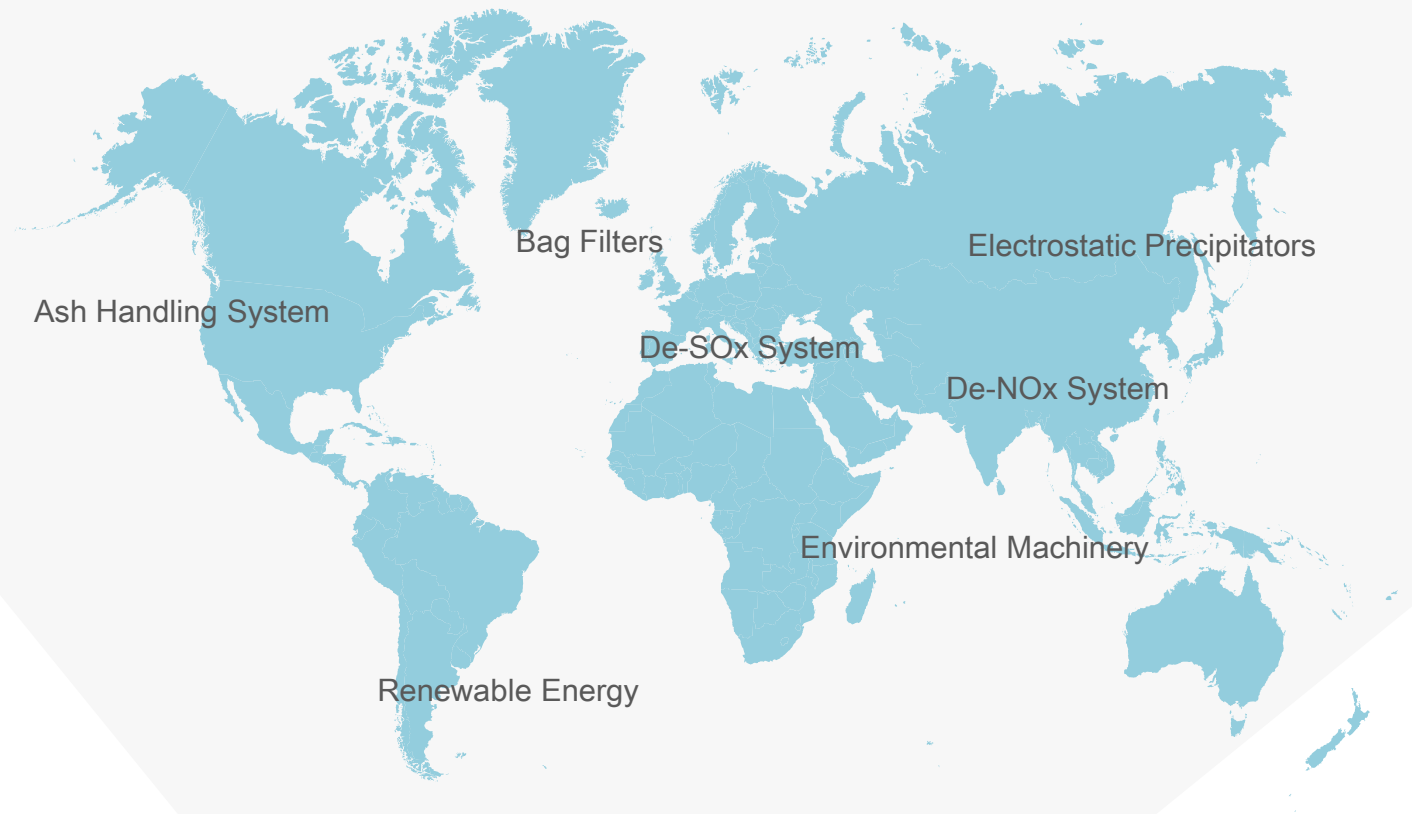 Bag Filters
Electrostatic Precipitators
Ash Handling System
De-SOx System
De-NOx System
Environmental Machinery
Renewable Energy